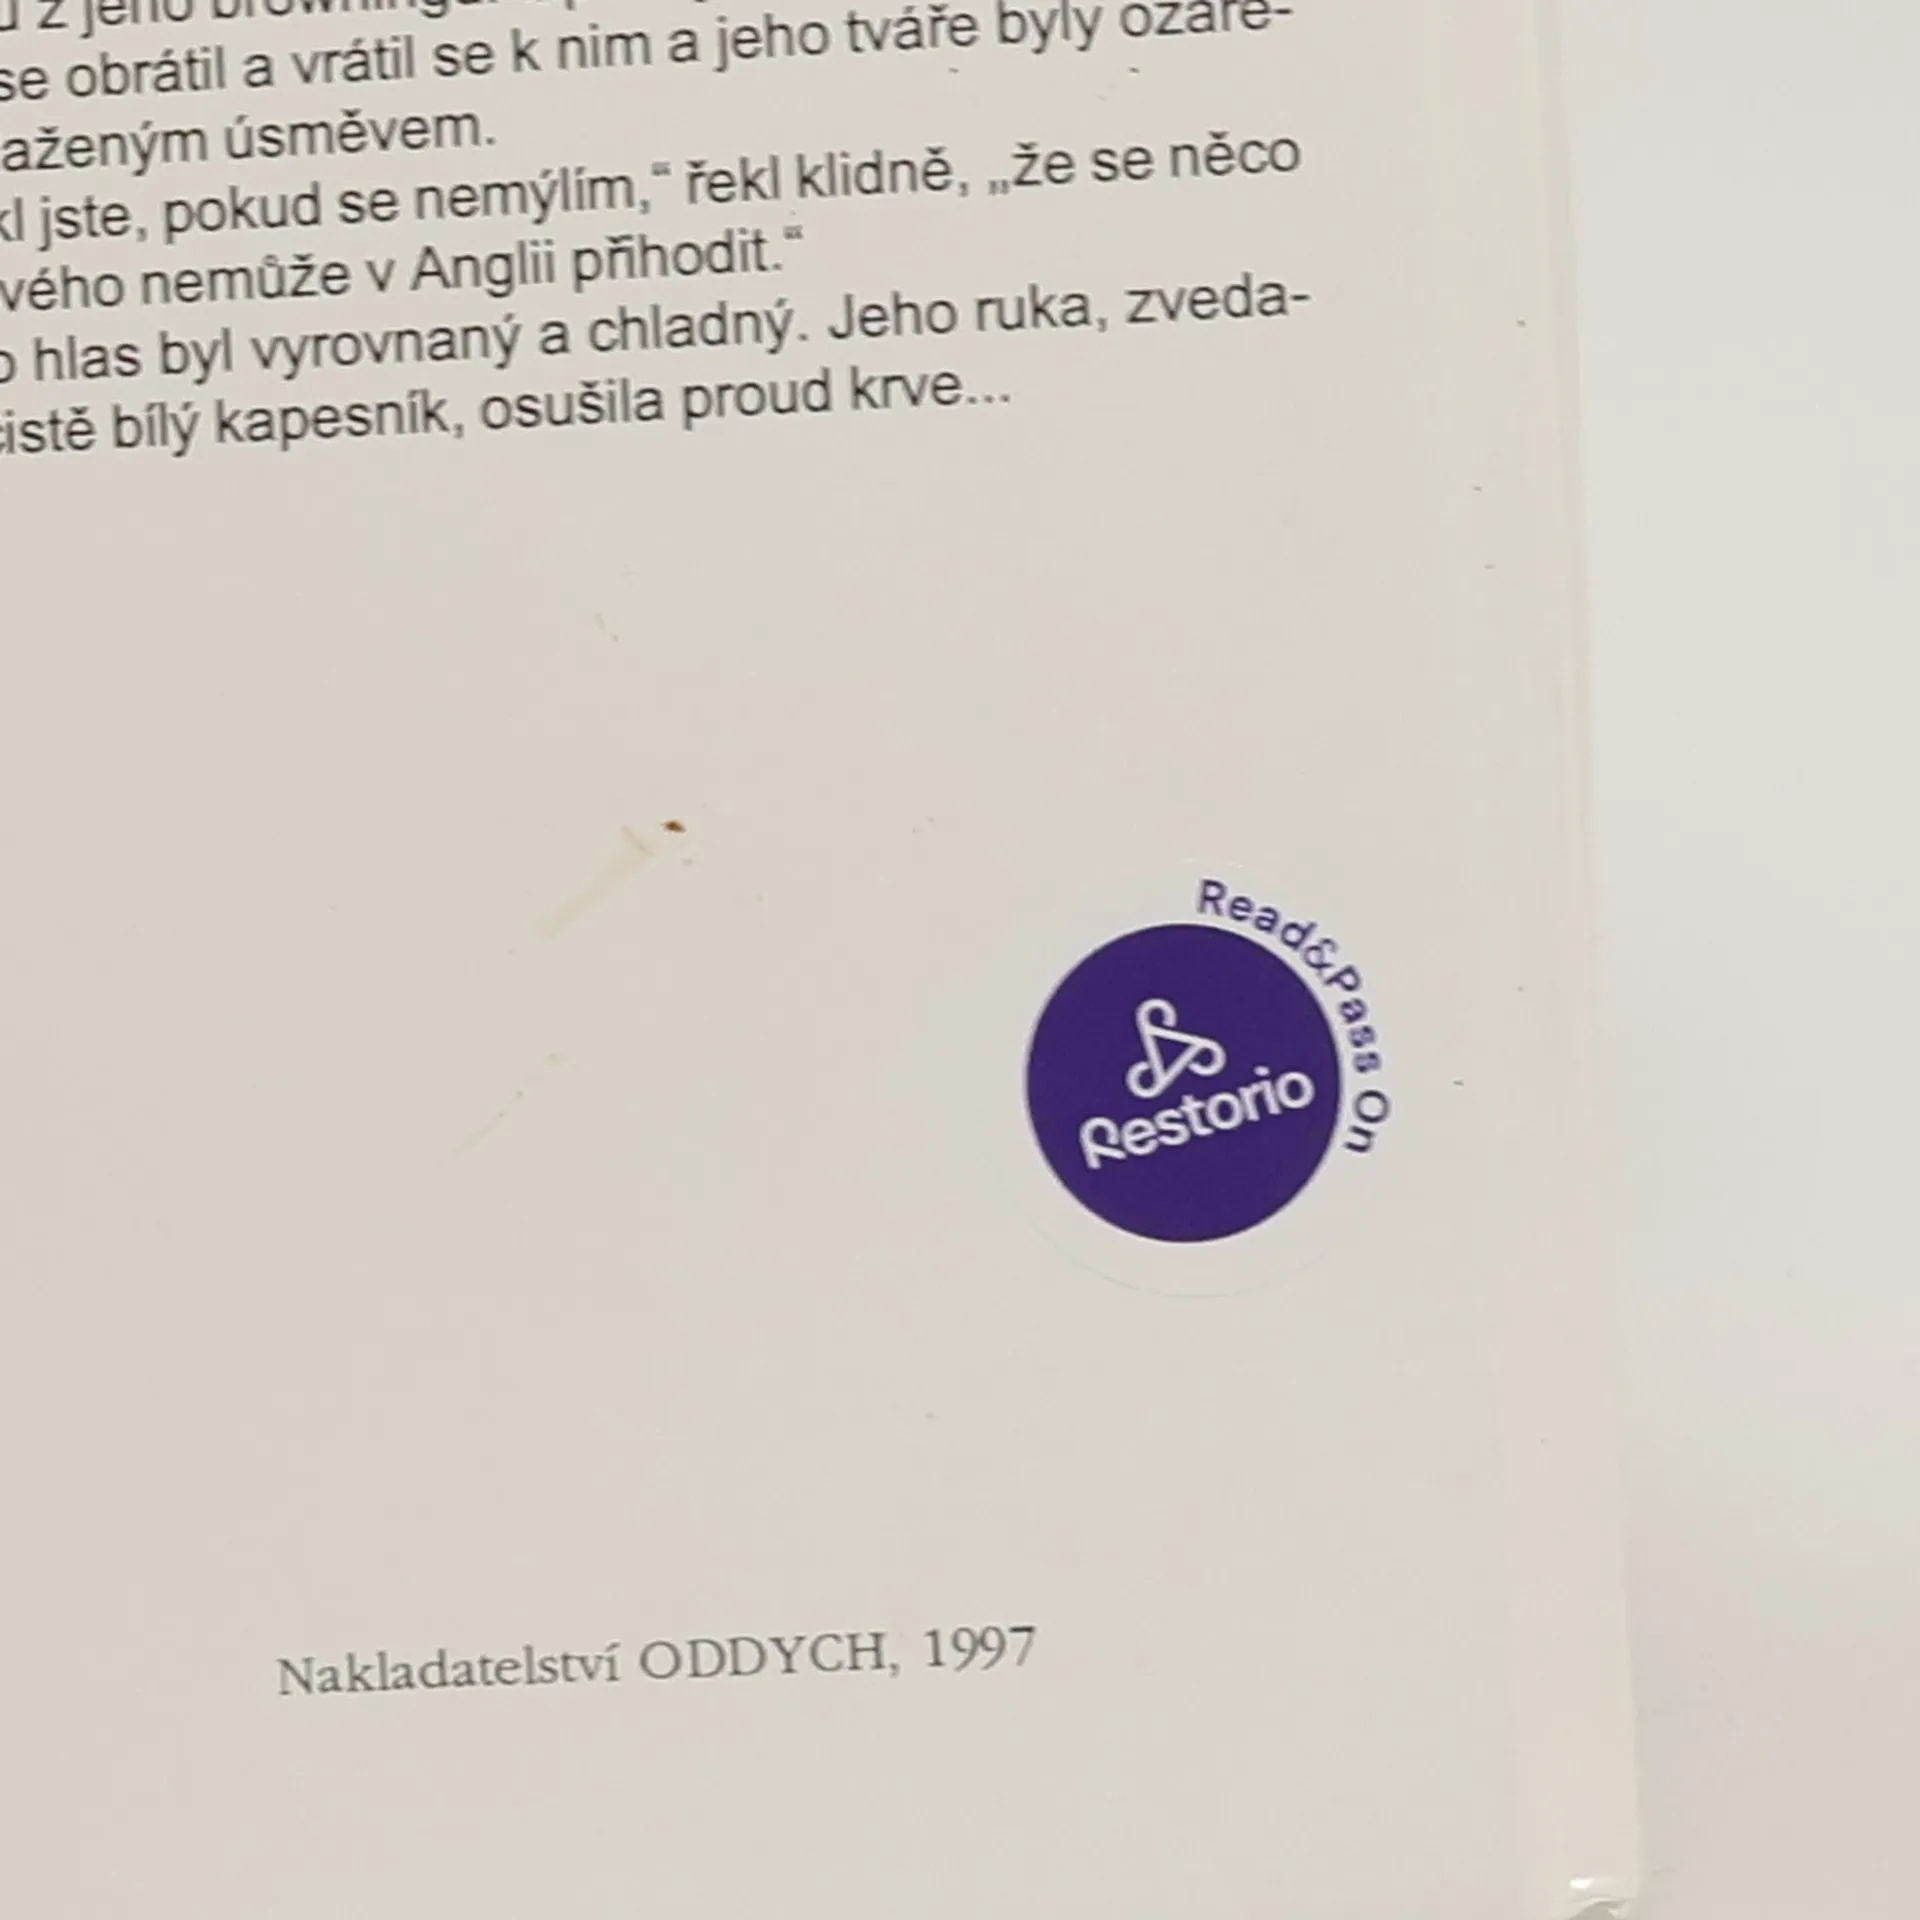 z jeho
se obrátil a vrátil se k nim a jeho tváře byly ozáře-
aženým úsměvem.
kl jste, pokud se nemýlím,“ řekl klidně, „že se něco
vého nemůže v Anglii přihodit.“
o hlas byl vyrovnaný a chladný. Jeho ruka, zveda-
čistě bílý kapesník, osušila proud krve...
Read&Pass On
Restorio
Nakladatelství ODDYCH, 1997